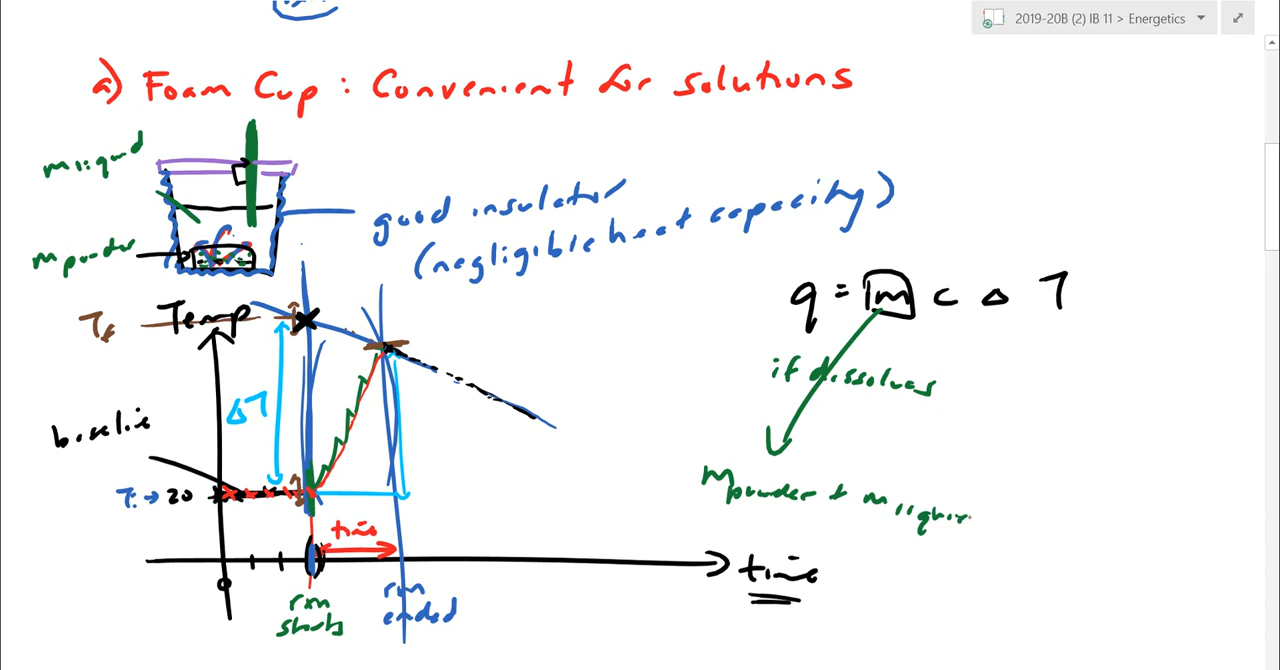 2019-20B (2) IB 11 > Energetics
a) Foam Cup : Convenient for solutions
m liquid
good insulator
(negligible heat capacity)
m powder
q = m c Δ T
Tf
Temp
if dissolves
ΔT
baseline
m powder + m liquid
Ti → 20
time
time
0
rxn
starts
rxn
ended